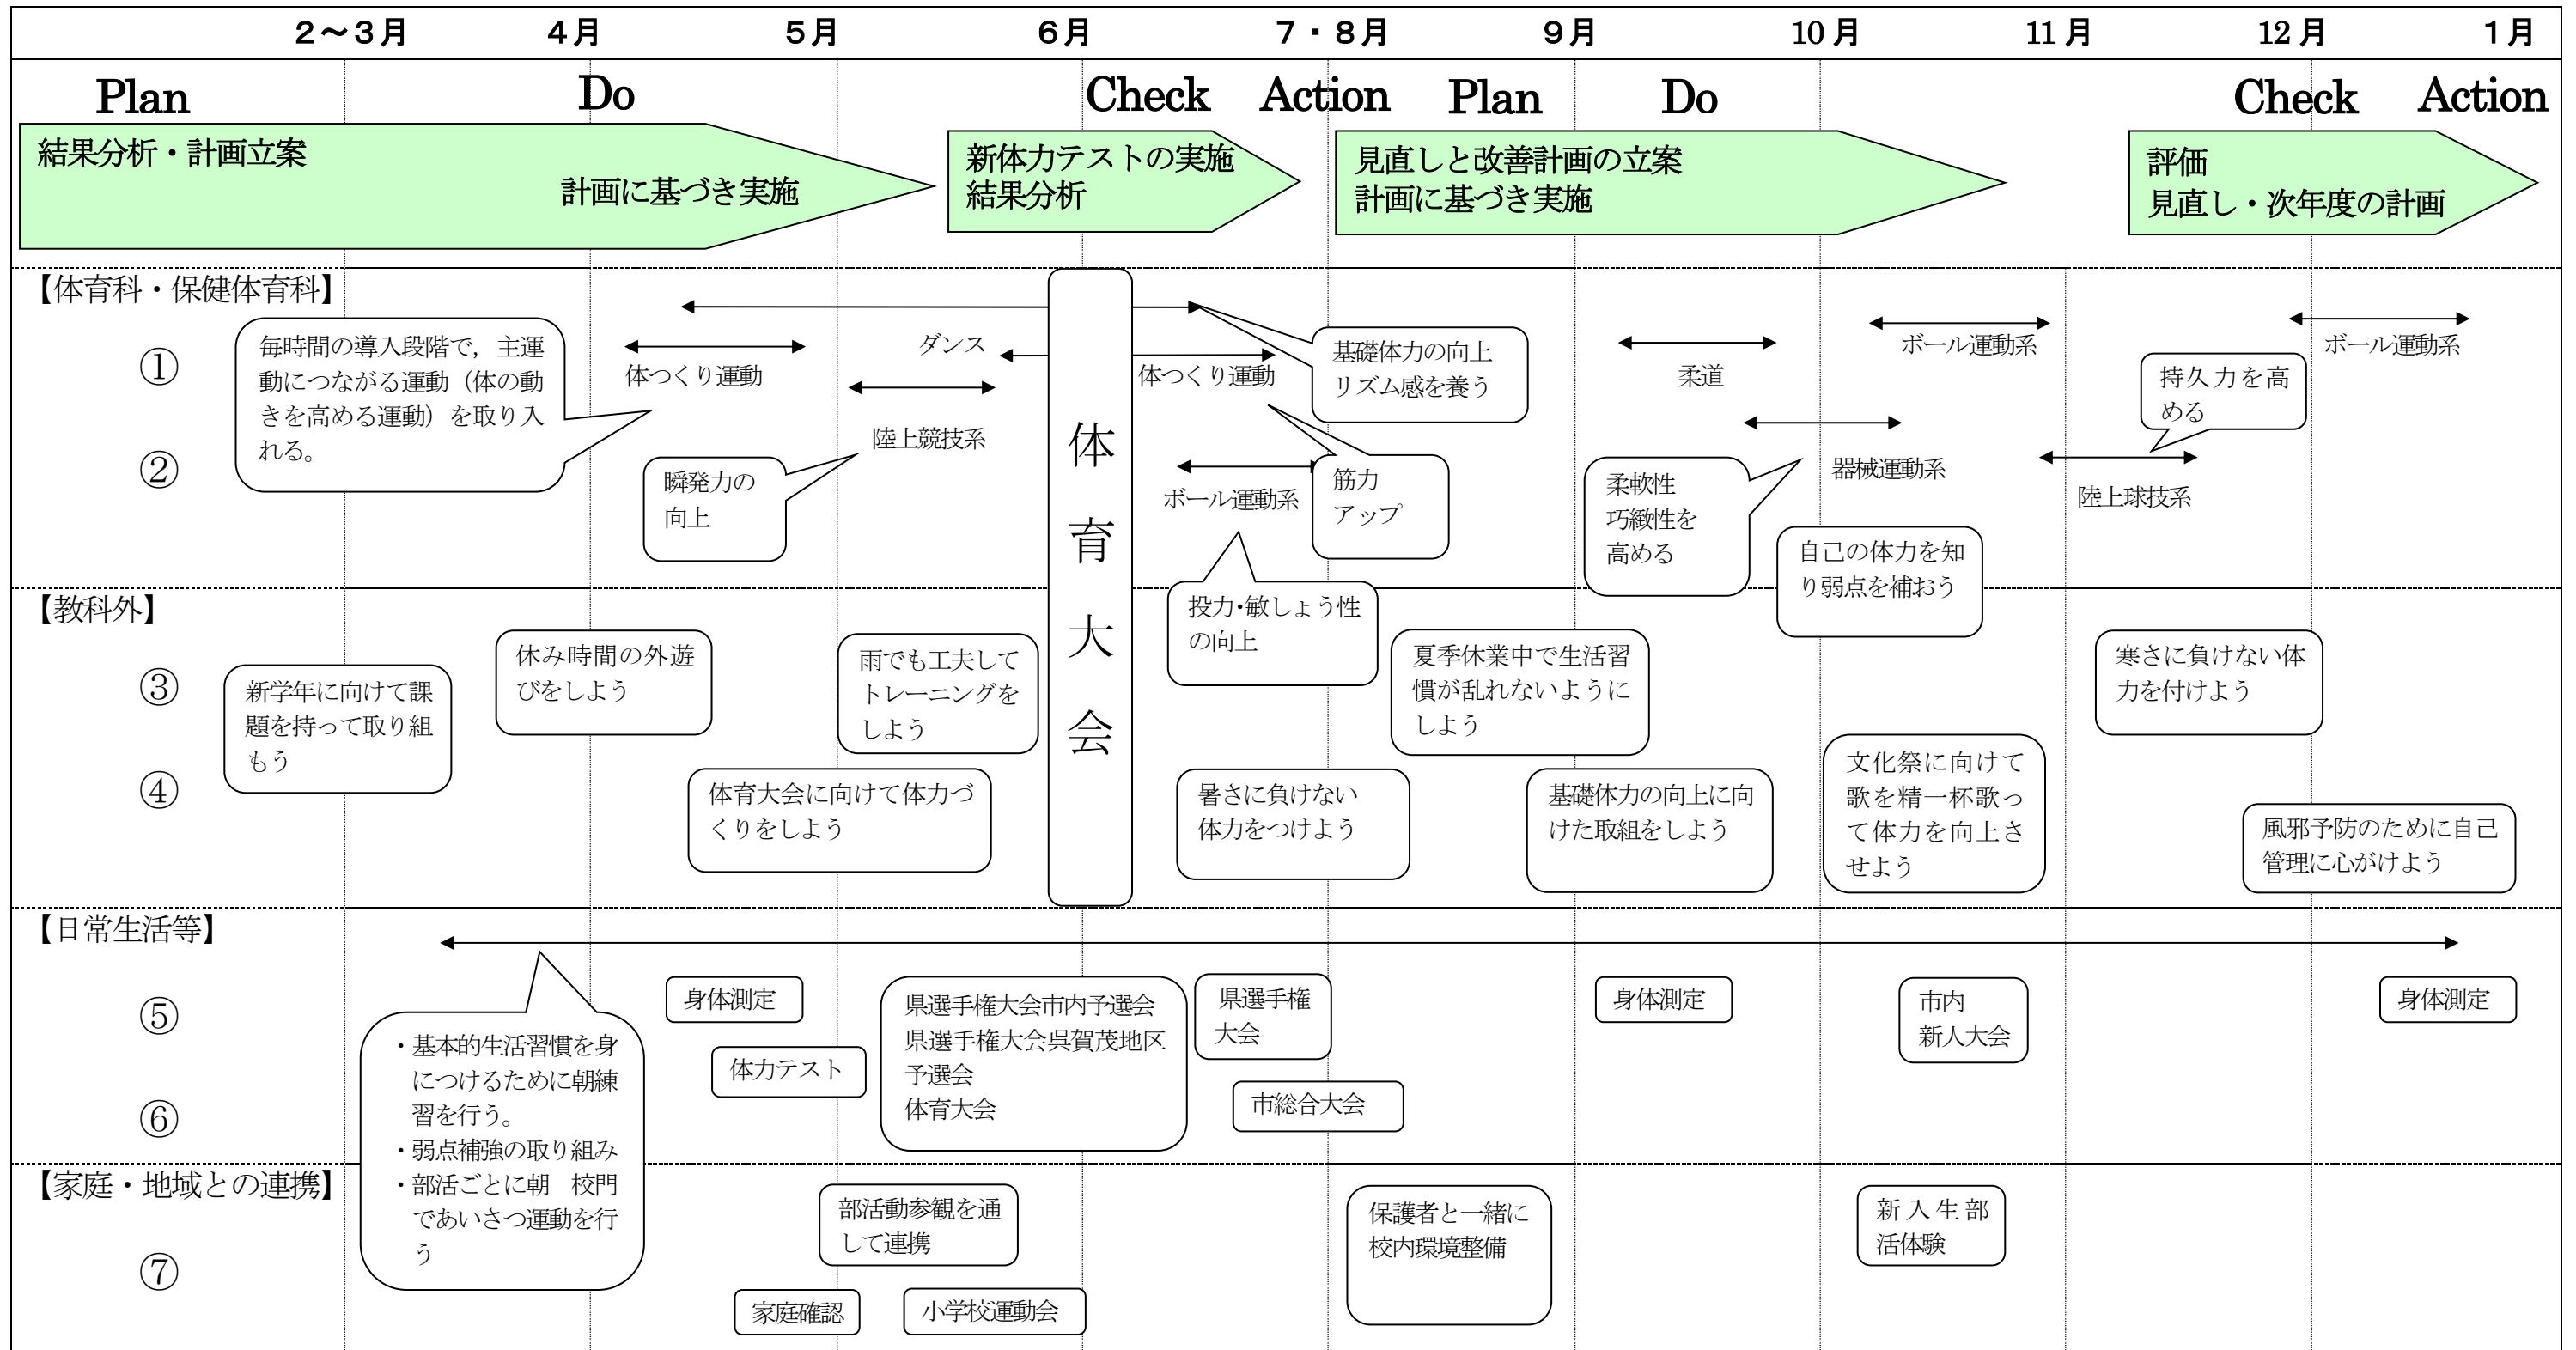 ２～３月 ４月 ５月 ６月 ７・８月 ９月 10月 11月 12月 １月
Plan Do Check Action Plan Do Check Action
結果分析・計画立案
計画に基づき実施
新体力テストの実施
結果分析
見直しと改善計画の立案
計画に基づき実施
評価
見直し・次年度の計画
【体育科・保健体育科】
①
②
毎時間の導入段階で，主運
動につながる運動（体の動
きを高める運動）を取り入
れる。
体つくり運動
瞬発力の
向上
ダンス
陸上競技系
体育大会
体つくり運動
基礎体力の向上
リズム感を養う
ボール運動系
筋力
アップ
投力・敏しょう性
の向上
柔道
柔軟性
巧緻性を
高める
器械運動系
ボール運動系
自己の体力を知
り弱点を補おう
陸上球技系
持久力を高
める
ボール運動系
【教科外】
③
④
新学年に向けて課
題を持って取り組
もう
休み時間の外遊
びをしよう
雨でも工夫して
トレーニングを
しよう
体育大会に向けて体力づ
くりをしよう
暑さに負けない
体力をつけよう
夏季休業中で生活習
慣が乱れないように
しよう
基礎体力の向上に向
けた取組をしよう
文化祭に向けて
歌を精一杯歌っ
て体力を向上さ
せよう
寒さに負けない体
力を付けよう
風邪予防のために自己
管理に心がけよう
【日常生活等】
⑤
⑥
・基本的生活習慣を身
につけるために朝練
習を行う。
・弱点補強の取り組み
・部活ごとに朝　校門
であいさつ運動を行
う
身体測定
体力テスト
県選手権大会市内予選会
県選手権大会呉賀茂地区
予選会
体育大会
県選手権
大会
市総合大会
身体測定
市内
新人大会
身体測定
【家庭・地域との連携】
⑦
部活動参観を通
して連携
家庭確認
小学校運動会
保護者と一緒に
校内環境整備
新入生部
活体験